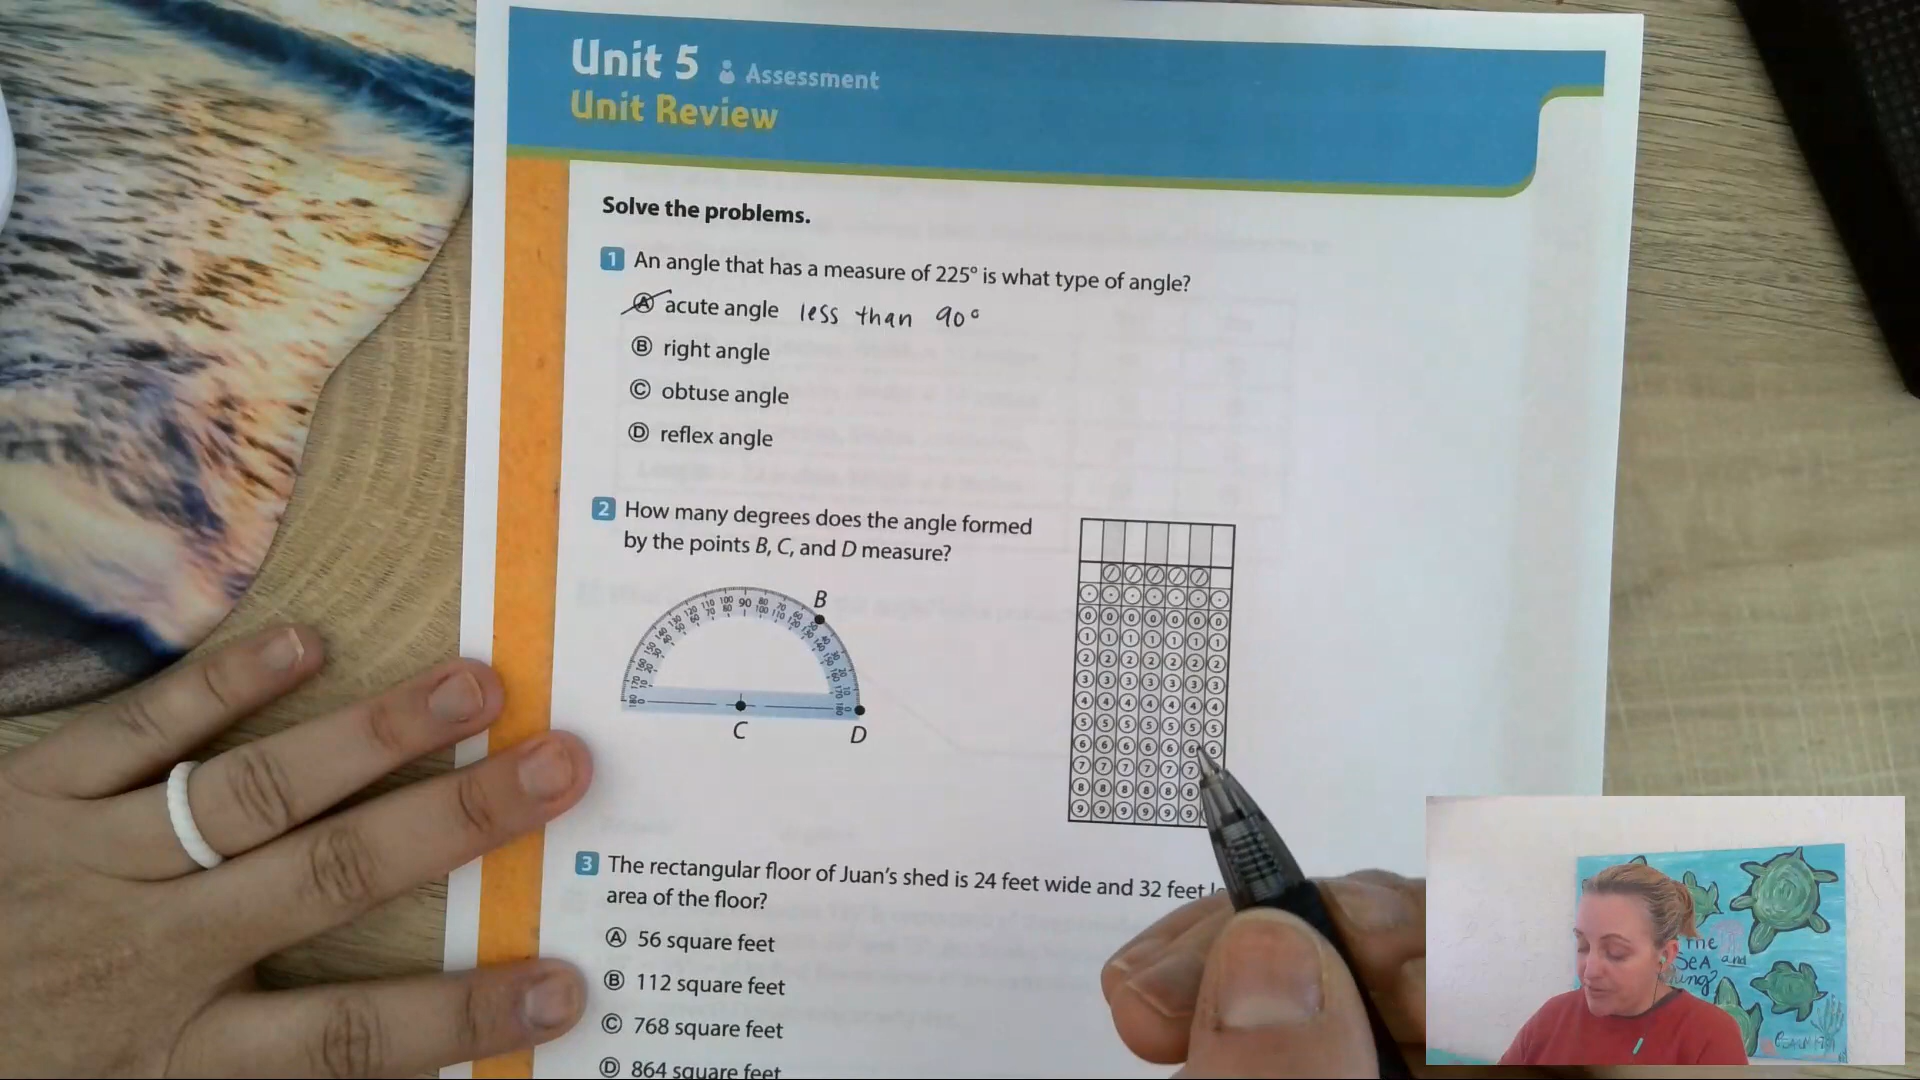 Unit 5 Assessment
Unit Review
Solve the problems.
1 An angle that has a measure of 225° is what type of angle?
A acute angle less than 90°
B right angle
C obtuse angle
D reflex angle
2 How many degrees does the angle formed
by the points B, C, and D measure?
B
C
D
3 The rectangular floor of Juan's shed is 24 feet wide and 32 feet
area of the floor?
A 56 square feet
B 112 square feet
C 768 square feet
D 864 square feet
the
SeA and